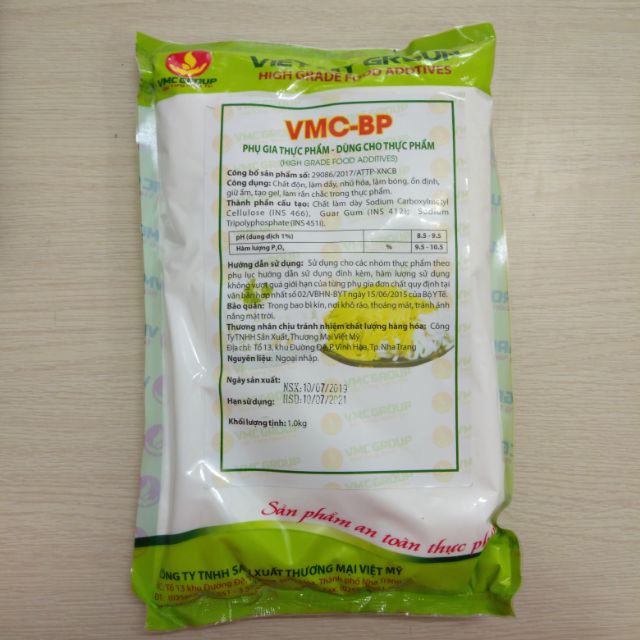 VMC GROUP
VIET MY GROUP
HIGH GRADE FOOD ADDITIVES
VMC-BP
PHỤ GIA THỰC PHẨM - DÙNG CHO THỰC PHẨM
(HIGH GRADE FOOD ADDITIVES)
Công bố sản phẩm số: 29086/2017/ATTP-XNCB
Công dụng: Chất độn, làm dầy, nhũ hóa, làm bóng, ổn định,
giữ ẩm, tạo gel, làm rắn chắc trong thực phẩm.
Thành phần cấu tạo: Chất làm dày Sodium Carboxylmetyl
Cellulose (INS 466), Guar Gum (INS 412); Sodium
Tripolyphosphate (INS 451i).
pH (dung dịch 1%) 8.5 - 9.5
Hàm lượng P₂O₅ % 9.5 - 10.5
Hướng dẫn sử dụng: Sử dụng cho các nhóm thực phẩm theo
phụ lục hướng dẫn sử dụng đính kèm, hàm lượng sử dụng
không vượt quá giới hạn của từng phụ gia đơn chất quy định tại
văn bản hợp nhất số 02/VBHN-BYT ngày 15/06/2015 của Bộ Y Tế.
Bảo quản: Trong bao bì kín, nơi khô ráo, thoáng mát, tránh ánh
nắng mặt trời.
Thương nhân chịu trách nhiệm chất lượng hàng hóa: Công
Ty TNHH Sản Xuất, Thương Mại Việt Mỹ
Địa chỉ: Tổ 13, khu Đường Đệ, P. Vĩnh Hòa, Tp. Nha Trang
Nguyên liệu: Ngoại nhập.
Ngày sản xuất: NSX:10/07/2019
Hạn sử dụng: HSD:10/07/2021
Khối lượng tịnh: 1.0kg
VMC GROUP
Sản phẩm an toàn thực
CÔNG TY TNHH SẢN XUẤT THƯƠNG MẠI VIỆT MỸ
Tổ 13 khu Đường Đệ, Thành phố Nha Trang